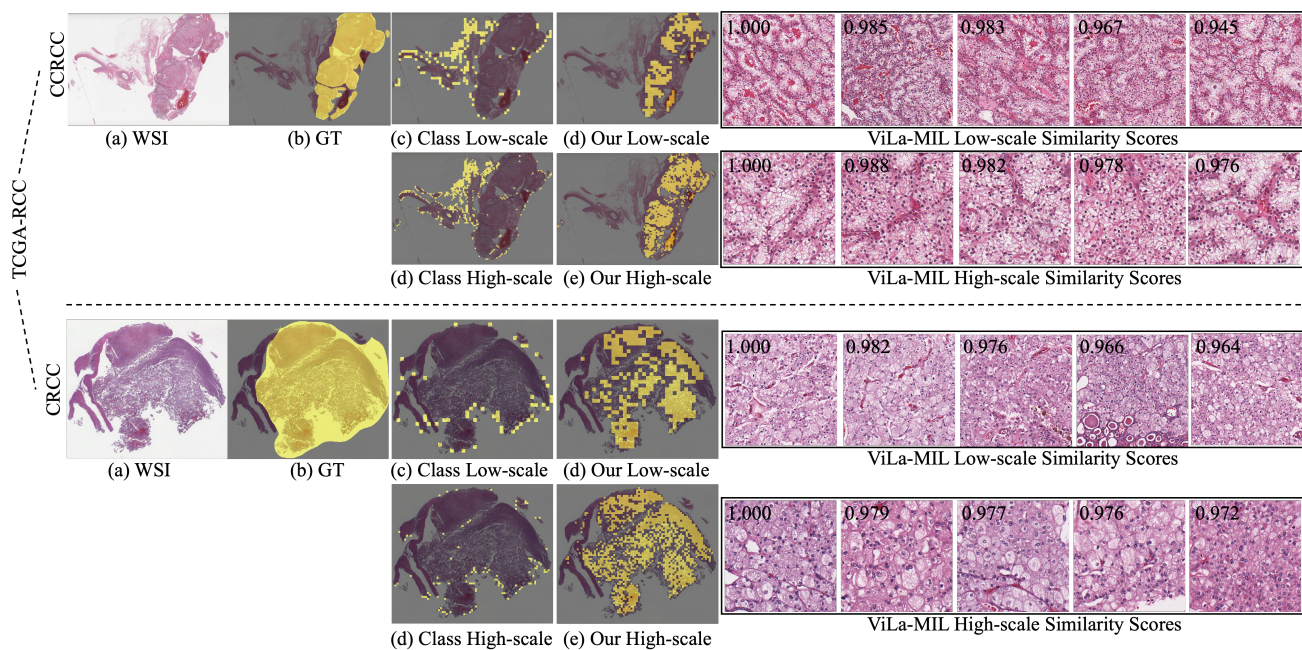 TCGA-RCC
CCRCC
1.000 0.985 0.983 0.967 0.945
(a) WSI (b) GT (c) Class Low-scale (d) Our Low-scale ViLa-MIL Low-scale Similarity Scores
1.000 0.988 0.982 0.978 0.976
(d) Class High-scale (e) Our High-scale ViLa-MIL High-scale Similarity Scores
CRCC
1.000 0.982 0.976 0.966 0.964
(a) WSI (b) GT (c) Class Low-scale (d) Our Low-scale ViLa-MIL Low-scale Similarity Scores
1.000 0.979 0.977 0.976 0.972
(d) Class High-scale (e) Our High-scale ViLa-MIL High-scale Similarity Scores